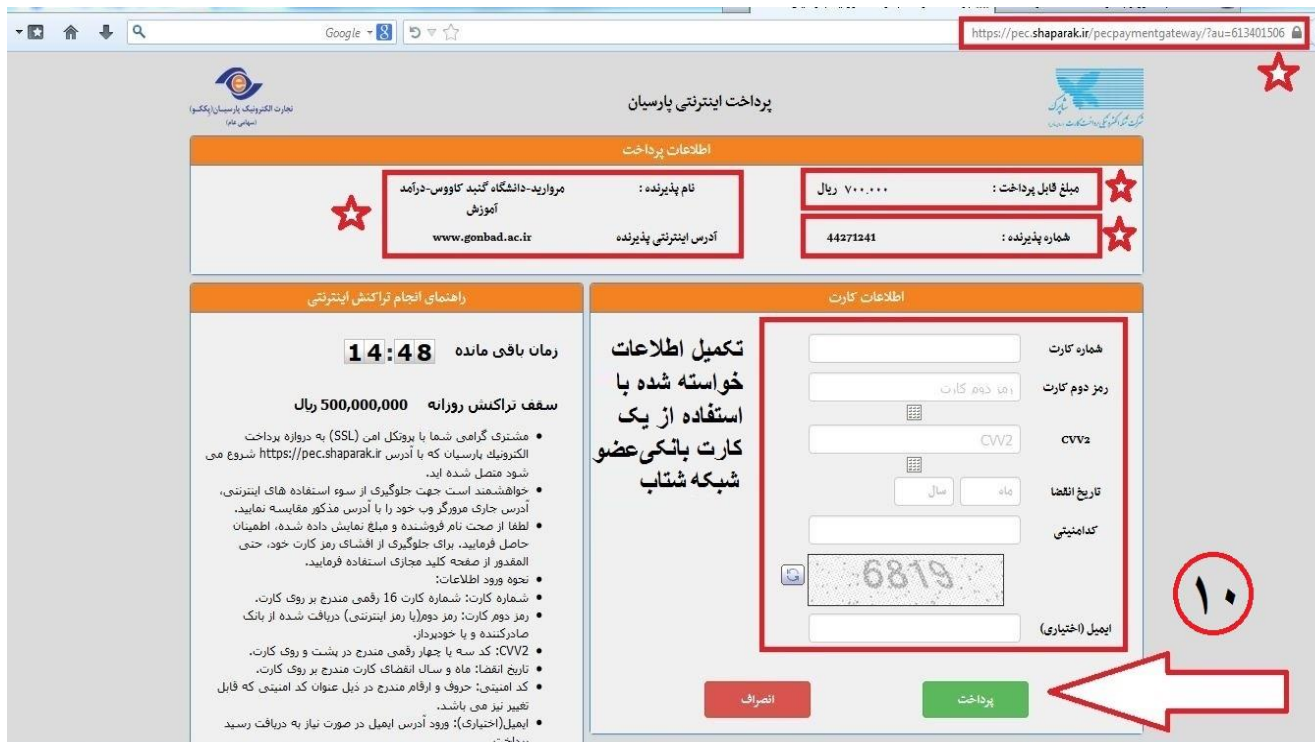 https://pec.shaparak.ir/pecpaymentgateway/?au=613401506
Google
پرداخت اینترنتی پارسیان
تجارت الکترونیک پارسیان(پککو)
(سهامی عام)
شاپرک
اطلاعات پرداخت
مبلغ قابل پرداخت : ۷۰۰.۰۰۰ ریال
نام پذیرنده : مروارید-دانشگاه گنبد کاووس-درآمد
آموزش
شماره پذیرنده : 44271241
آدرس اینترنتی پذیرنده www.gonbad.ac.ir
اطلاعات کارت
شماره کارت
رمز دوم کارت رمز دوم کارت
CVV2 CVV2
تاریخ انقضا ماه سال
کدامنیتی
6819
ایمیل (اختیاری)
پرداخت
انصراف
تکمیل اطلاعات
خواسته شده با
استفاده از یک
کارت بانکی عضو
شبکه شتاب
۱۰
راهنمای انجام تراکنش اینترنتی
زمان باقی مانده 14:48
سقف تراکنش روزانه 500,000,000 ریال
• مشتری گرامی شما با پروتکل امن (SSL) به دروازه پرداخت
الکترونیك پارسیان که با آدرس https://pec.shaparak.ir شروع می
شود متصل شده اید.
• خواهشمند است جهت جلوگیری از سوء استفاده های اینترنتی،
آدرس جاری مرورگر وب خود را با آدرس مذکور مقایسه نمایید.
• لطفا از صحت نام فروشنده و مبلغ نمایش داده شده، اطمینان
حاصل فرمایید. برای جلوگیری از افشای رمز کارت خود، حتی
المقدور از صفحه کلید مجازی استفاده فرمایید.
• نحوه ورود اطلاعات:
• شماره کارت: شماره کارت 16 رقمی مندرج بر روی کارت.
• رمز دوم کارت: رمز دوم(یا رمز اینترنتی) دریافت شده از بانک
صادرکننده و یا خودپرداز.
• CVV2: کد سه یا چهار رقمی مندرج در پشت و روی کارت.
• تاریخ انقضا: ماه و سال انقضای کارت مندرج بر روی کارت.
• کد امنیتی: حروف و ارقام مندرج در ذیل عنوان کد امنیتی که قابل
تغییر نیز می باشد.
• ایمیل(اختیاری): ورود آدرس ایمیل در صورت نیاز به دریافت رسید